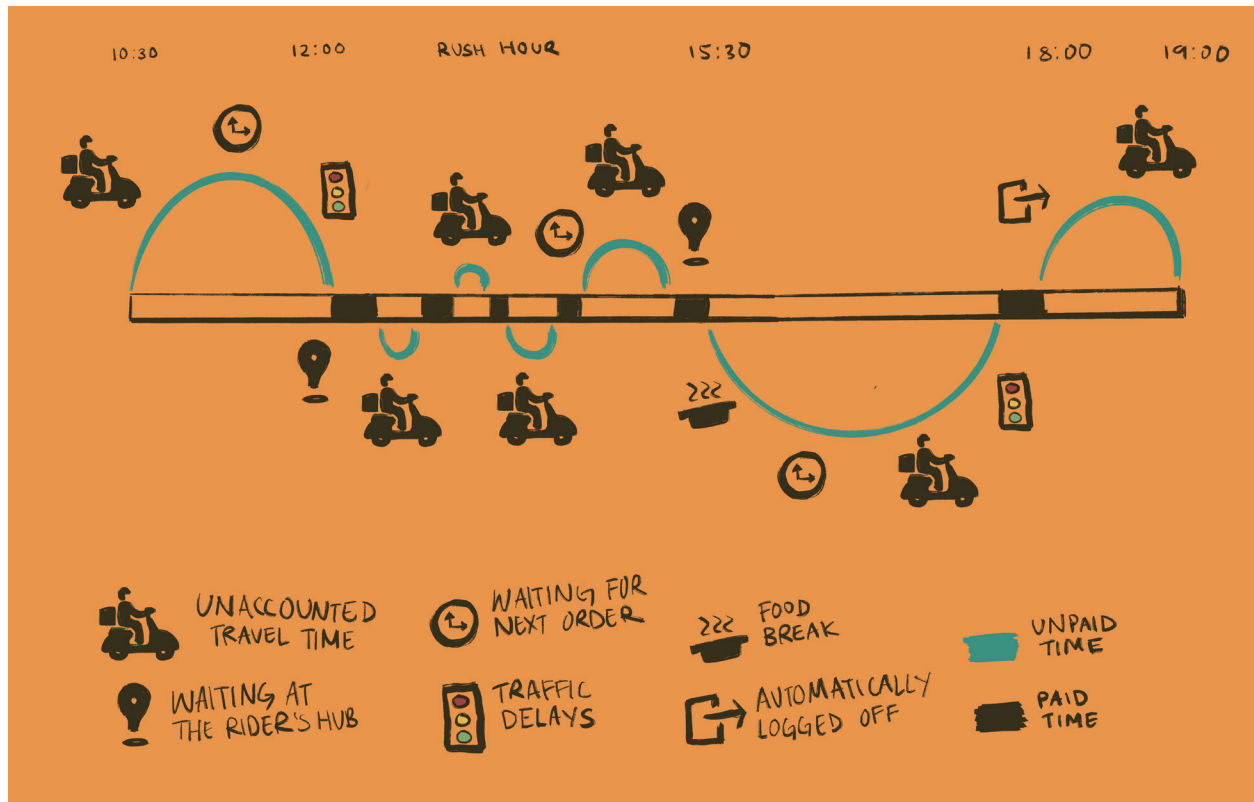 10:30
12:00
RUSH HOUR
15:30
18:00
19:00
UNACCOUNTED
TRAVEL TIME
WAITING FOR
NEXT ORDER
FOOD
BREAK
UNPAID
TIME
WAITING AT
THE RIDER'S HUB
TRAFFIC
DELAYS
AUTOMATICALLY
LOGGED OFF
PAID
TIME